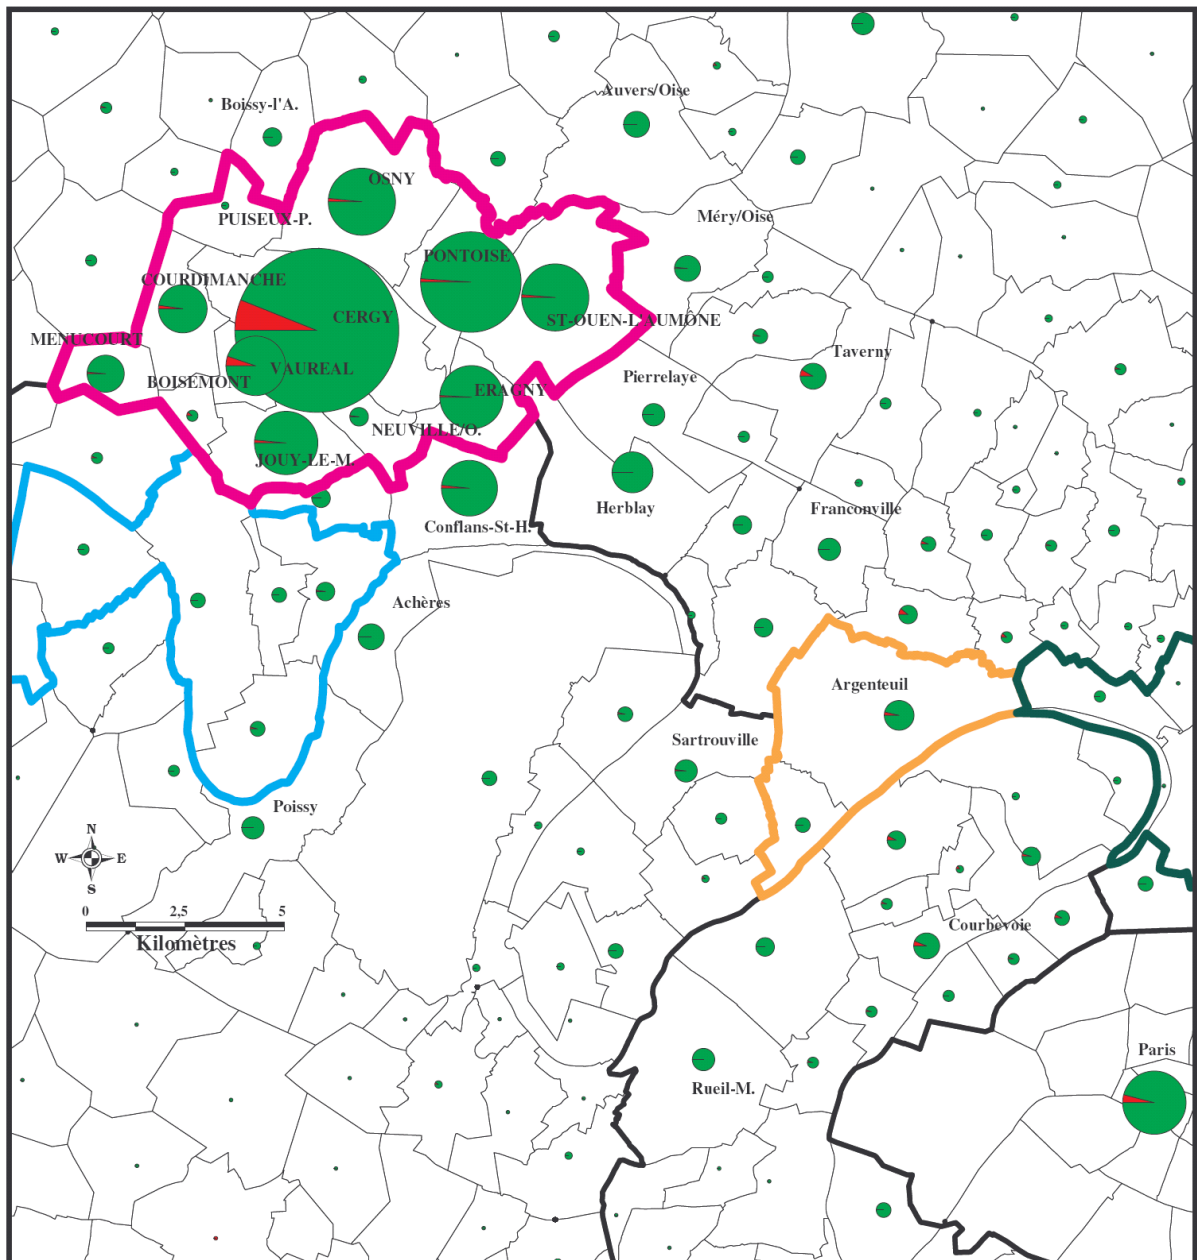 Auvers/Oise
Boissy-l'A.
OSNY
PUISEUX-P.
Méry/Oise
PONTOISE
COURDIMANCHE
CERGY
ST-OUEN-L'AUMÔNE
MENUCOURT
Taverny
VAUREAL
Pierrelaye
BOISEMONT
ERAGNY
NEUVILLE/O.
JOUY-LE-M.
Herblay
Franconville
Conflans-St-H.
Achères
Argenteuil
Sartrouville
Poissy
N
W
E
S
0 2,5 5
Kilomètres
Courbevoie
Paris
Rueil-M.